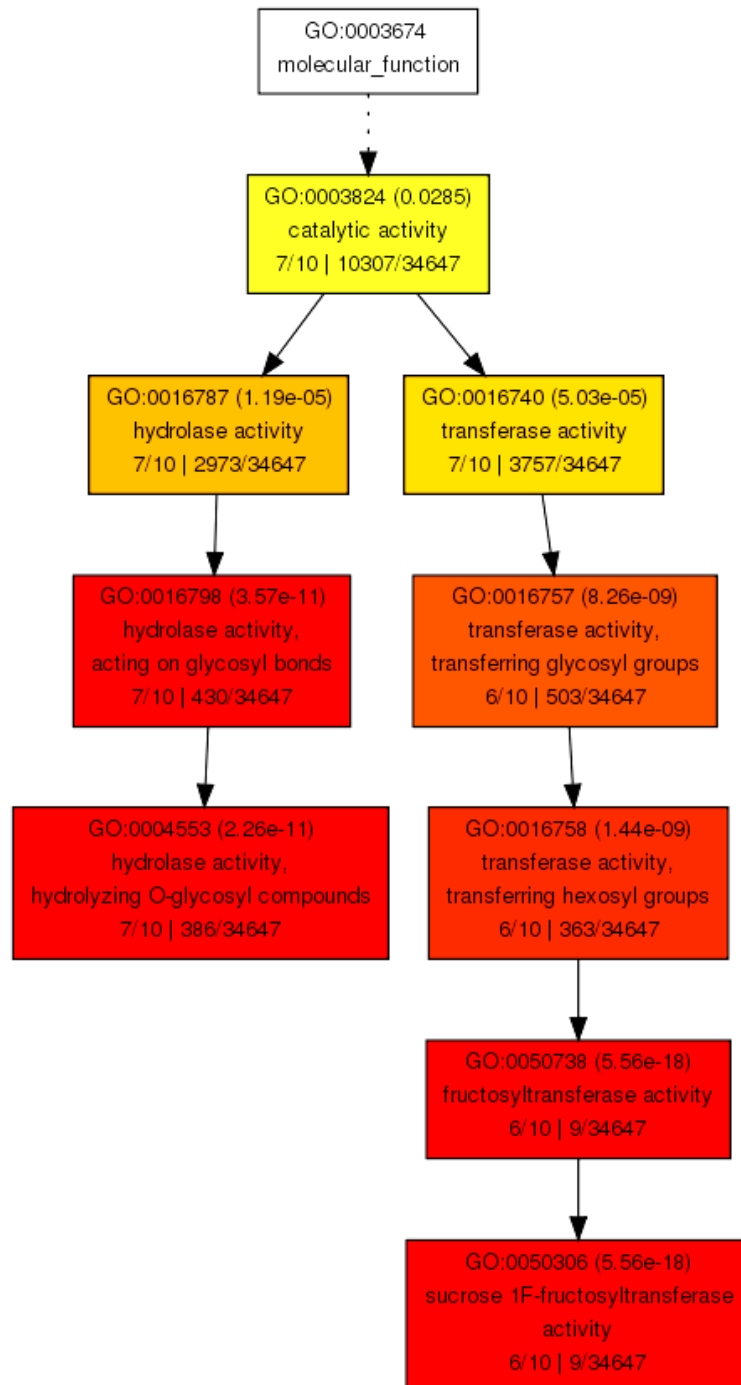 GO:0003674
molecular_function
GO:0003824 (0.0285)
catalytic activity
7/10 | 10307/34647
GO:0016787 (1.19e-05)
hydrolase activity
7/10 | 2973/34647
GO:0016740 (5.03e-05)
transferase activity
7/10 | 3757/34647
GO:0016798 (3.57e-11)
hydrolase activity,
acting on glycosyl bonds
7/10 | 430/34647
GO:0016757 (8.26e-09)
transferase activity,
transferring glycosyl groups
6/10 | 503/34647
GO:0004553 (2.26e-11)
hydrolase activity,
hydrolyzing O-glycosyl compounds
7/10 | 386/34647
GO:0016758 (1.44e-09)
transferase activity,
transferring hexosyl groups
6/10 | 363/34647
GO:0050738 (5.56e-18)
fructosyltransferase activity
6/10 | 9/34647
GO:0050306 (5.56e-18)
sucrose 1F-fructosyltransferase
activity
6/10 | 9/34647